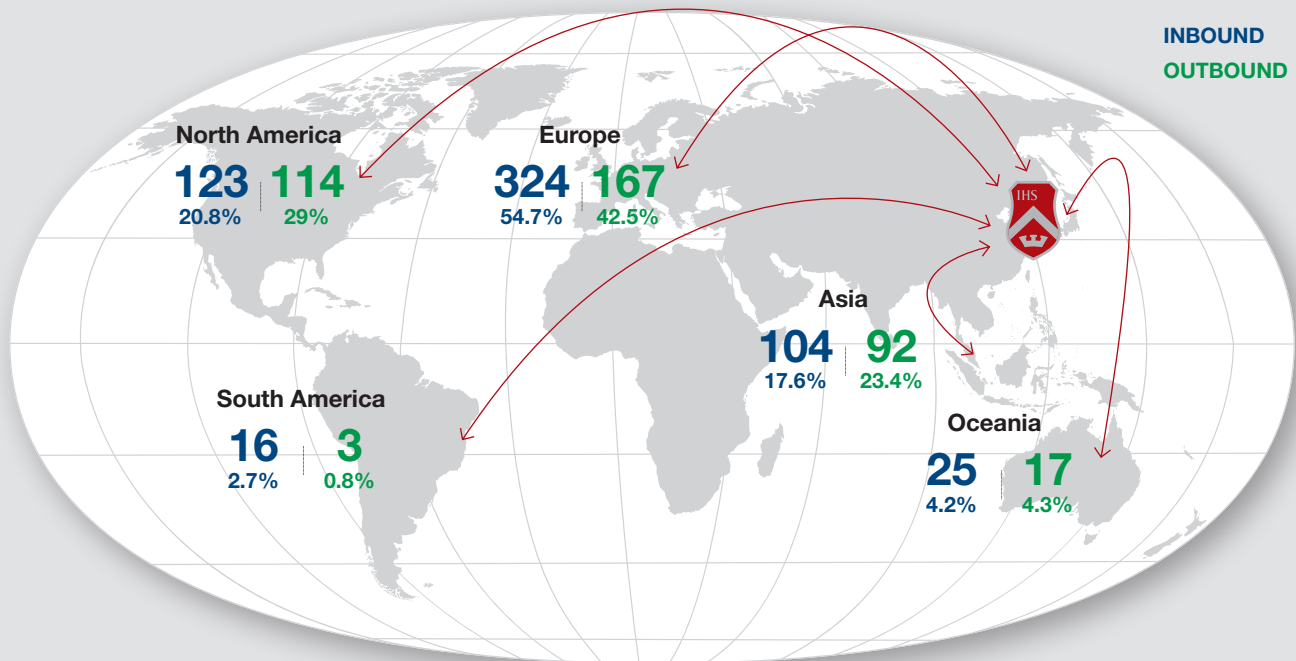 INBOUND
OUTBOUND
North America
123 114
20.8% 29%
Europe
324 167
54.7% 42.5%
IHS
Asia
104 92
17.6% 23.4%
South America
16 3
2.7% 0.8%
Oceania
25 17
4.2% 4.3%